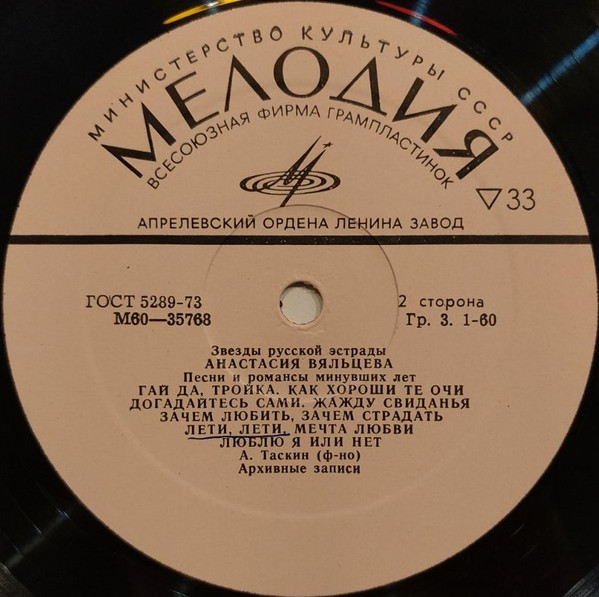 МИНИСТЕРСТВО КУЛЬТУРЫ СССР
МЕЛОДИЯ
ВСЕСОЮЗНАЯ ФИРМА ГРАМПЛАСТИНОК
▽33
АПРЕЛЕВСКИЙ ОРДЕНА ЛЕНИНА ЗАВОД
ГОСТ 5289-73
М60—35768
2 сторона
Гр. 3. 1-60
Звезды русской эстрады
АНАСТАСИЯ ВЯЛЬЦЕВА
Песни и романсы минувших лет
ГАЙ ДА, ТРОЙКА. КАК ХОРОШИ ТЕ ОЧИ
ДОГАДАЙТЕСЬ САМИ. ЖАЖДУ СВИДАНЬЯ
ЗАЧЕМ ЛЮБИТЬ, ЗАЧЕМ СТРАДАТЬ
ЛЕТИ, ЛЕТИ. МЕЧТА ЛЮБВИ
ЛЮБЛЮ Я ИЛИ НЕТ
А. Таскин (ф-но)
Архивные записи